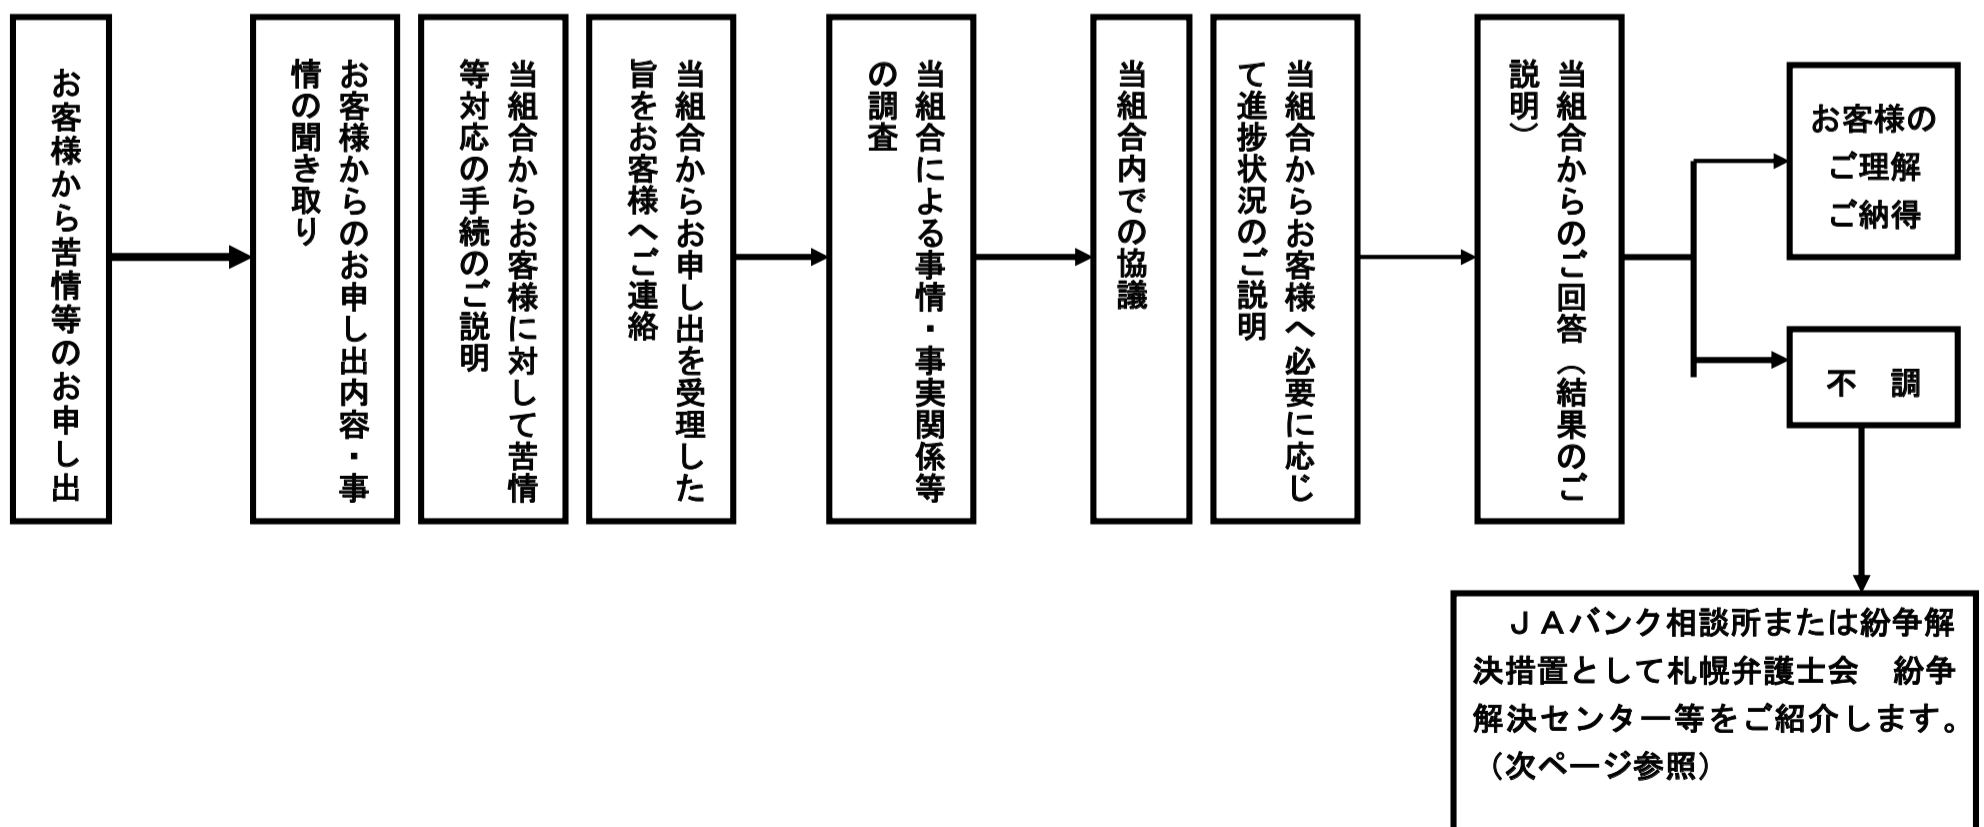 お客様から苦情等のお申し出
お客様からのお申し出内容・事
情の聞き取り
当組合からお客様に対して苦情
等対応の手続のご説明
当組合からお申し出を受理した
旨をお客様へご連絡
当組合による事情・事実関係等
の調査
当組合内での協議
当組合からお客様へ必要に応じ
て進捗状況のご説明
当組合からのご回答（結果のご
説明）
お客様の
ご理解
ご納得
不　調
ＪＡバンク相談所または紛争解
決措置として札幌弁護士会　紛争
解決センター等をご紹介します。
（次ページ参照）